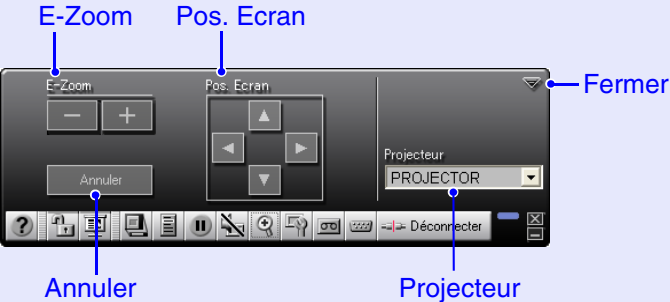 E-Zoom Pos. Ecran
Fermer
E-Zoom Pos. Ecran
Annuler
Projecteur
PROJECTOR
Déconnecter
Annuler Projecteur